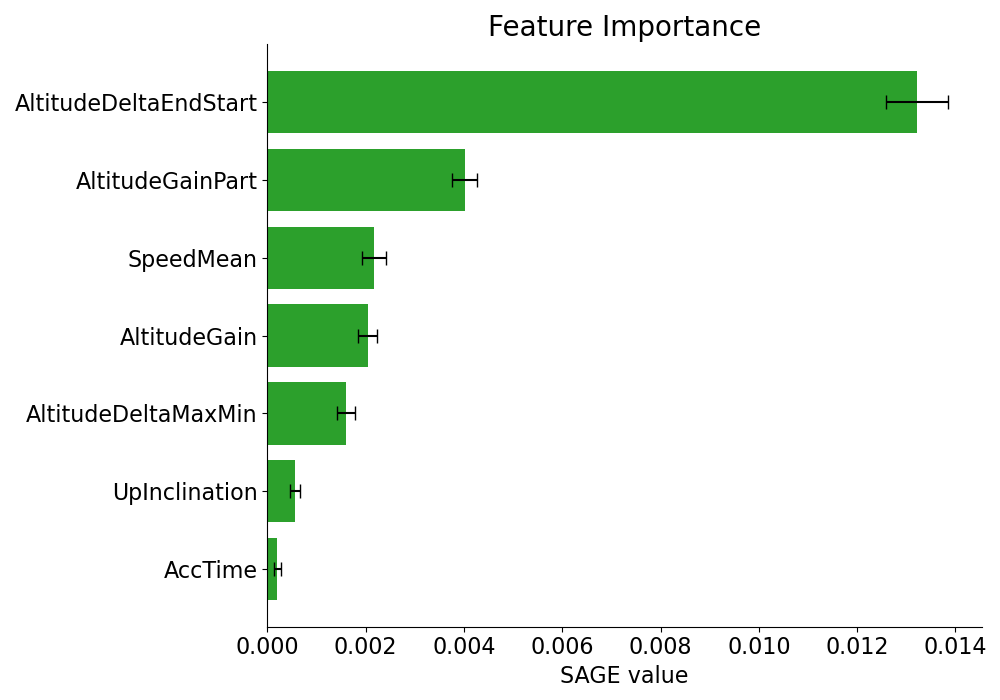 Feature Importance
AltitudeDeltaEndStart
AltitudeGainPart
SpeedMean
AltitudeGain
AltitudeDeltaMaxMin
UpInclination
AccTime
0.000 0.002 0.004 0.006 0.008 0.010 0.012 0.014
SAGE value